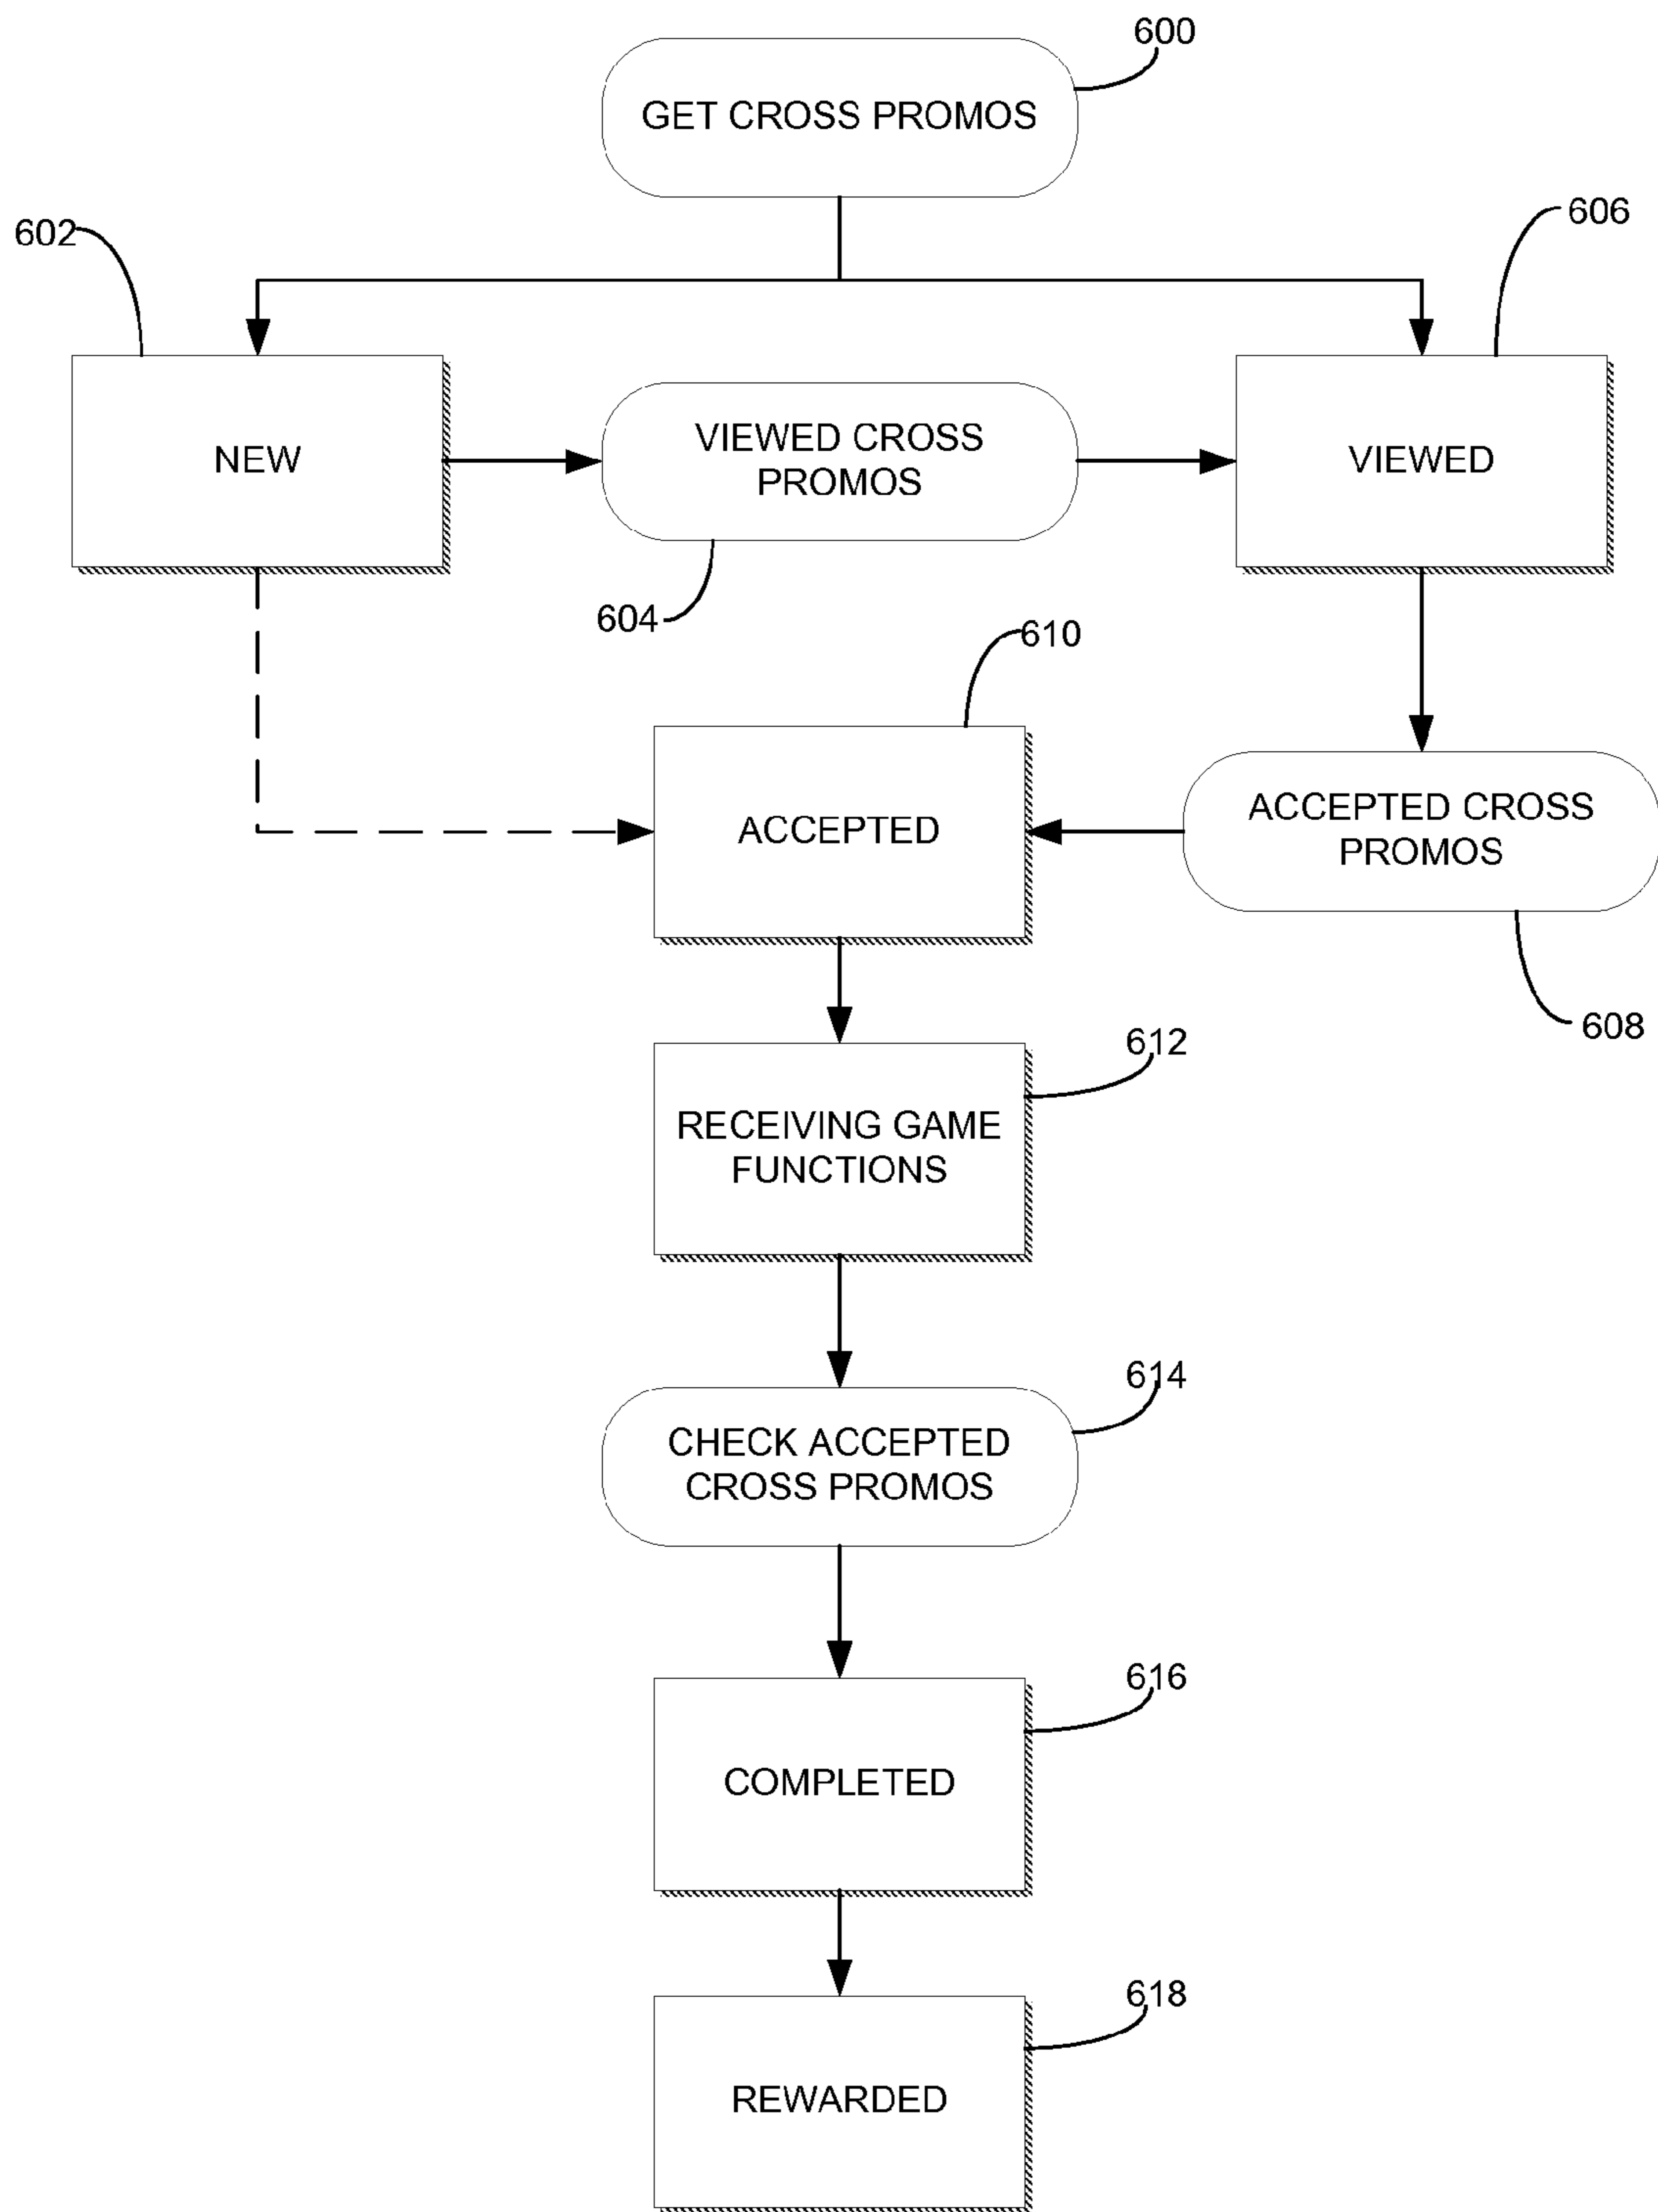 600
GET CROSS PROMOS
602
606
NEW
VIEWED CROSS
PROMOS
VIEWED
604
610
ACCEPTED
ACCEPTED CROSS
PROMOS
608
612
RECEIVING GAME
FUNCTIONS
614
CHECK ACCEPTED
CROSS PROMOS
616
COMPLETED
618
REWARDED